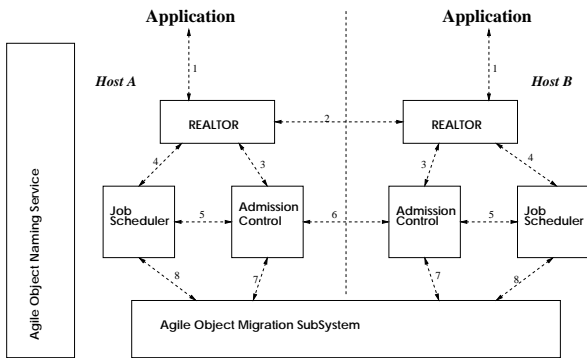 Application Application
1 1
Host A Host B
2
REALTOR REALTOR
4 3 3 4
Job
Scheduler
Admission
Control
Admission
Control
Job
Scheduler
5 6 5
8 7 7 8
Agile Object Migration SubSystem
Agile Object Naming Service